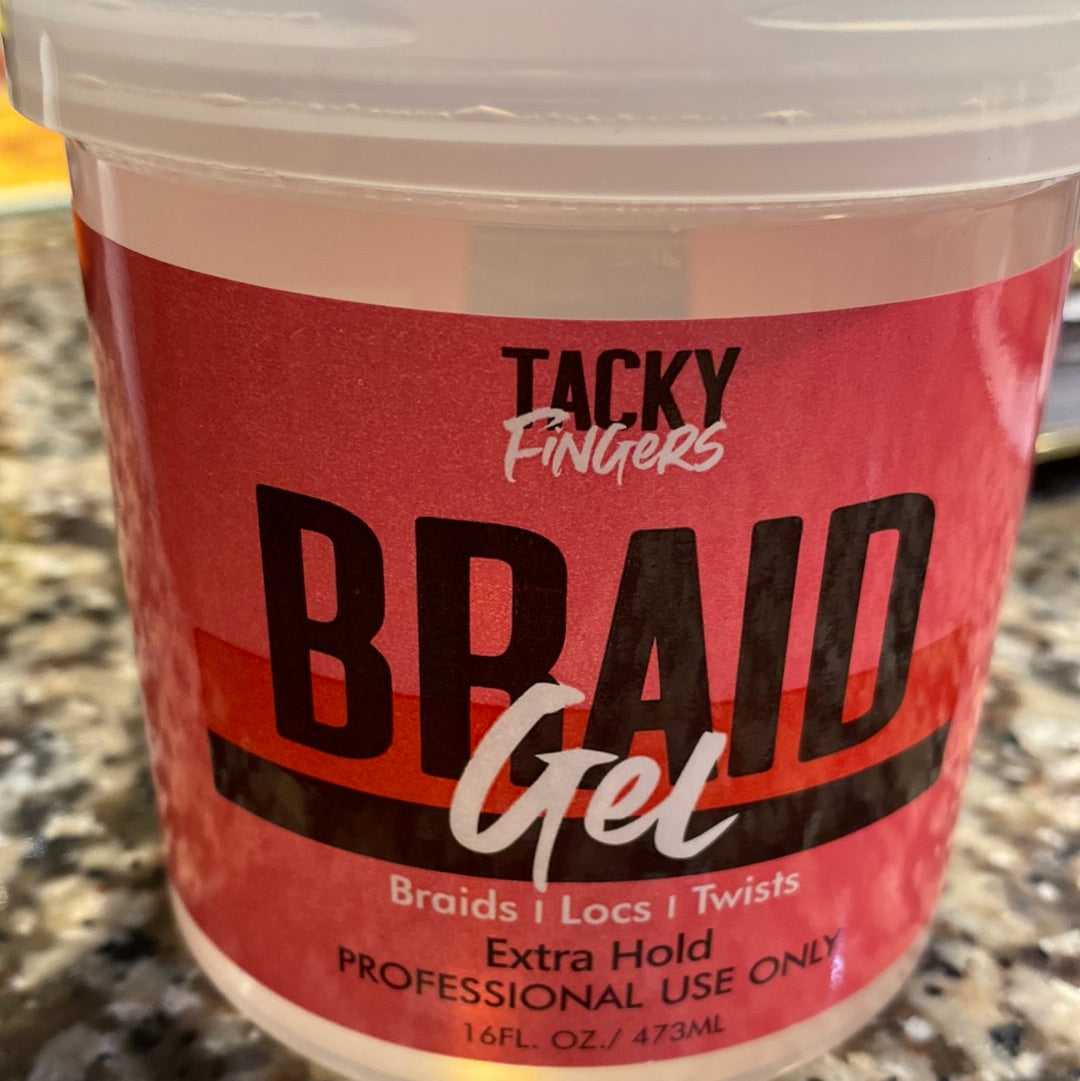 TACKY
FiNGeRS
BRAID
Gel
Braids | Locs | Twists
Extra Hold
PROFESSIONAL USE ONLY
16FL. OZ./ 473ML